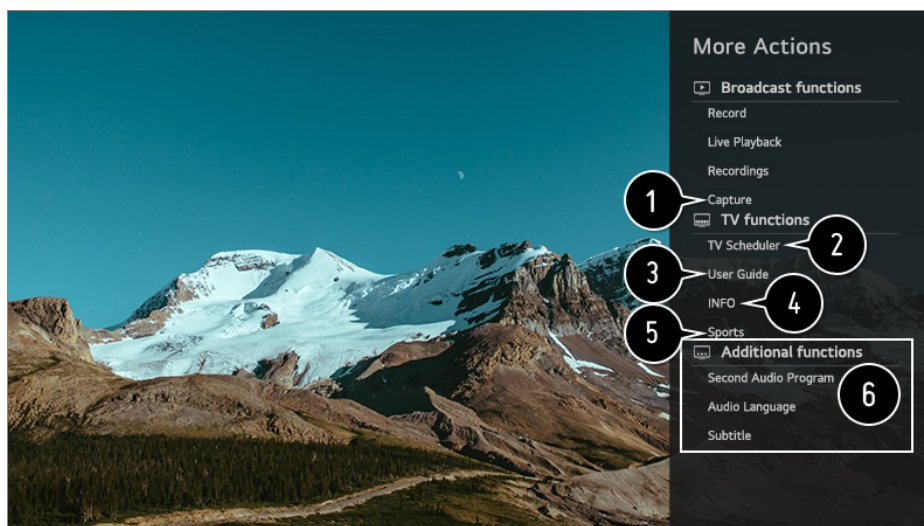 More Actions
Broadcast functions
Record
Live Playback
Recordings
1
Capture
TV functions
TV Scheduler
2
3
User Guide
INFO
4
5
Sports
Additional functions
Second Audio Program
6
Audio Language
Subtitle